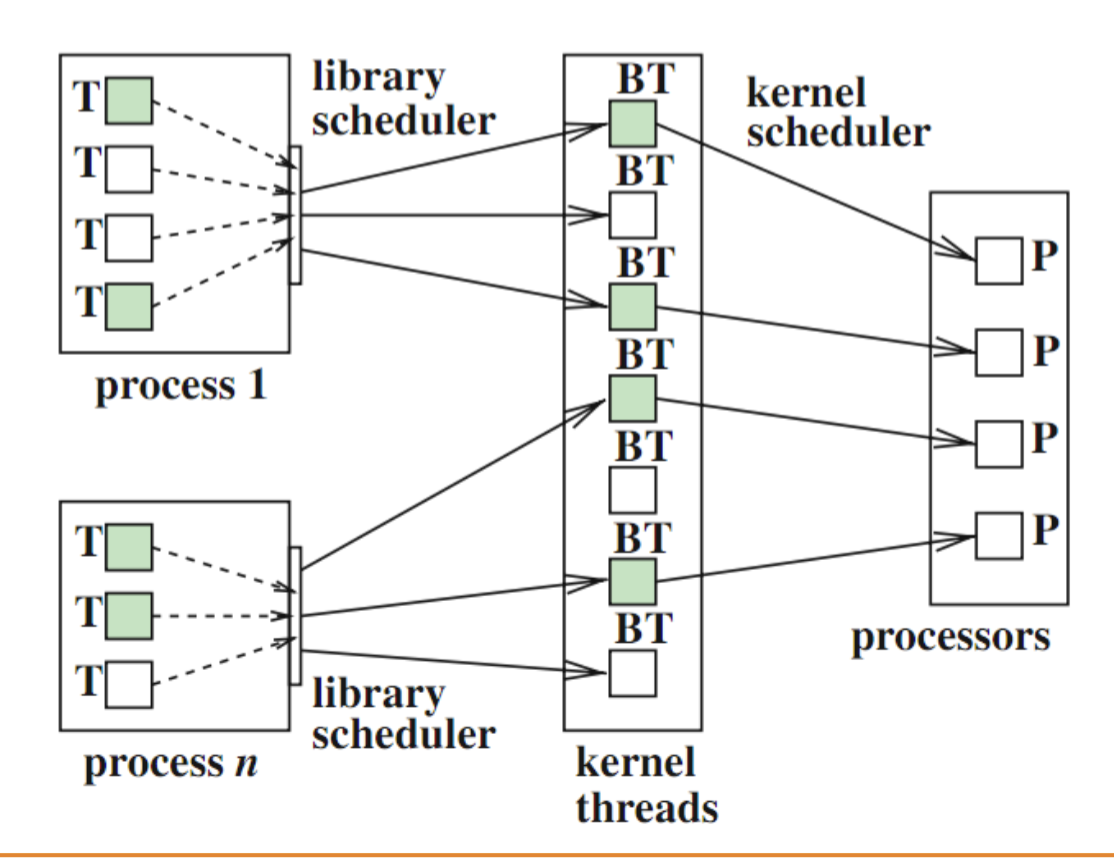 T
T
T
T
process 1
library
scheduler
T
T
T
process n
library
scheduler
BT
BT
BT
BT
BT
BT
BT
kernel
threads
kernel
scheduler
P
P
P
P
processors